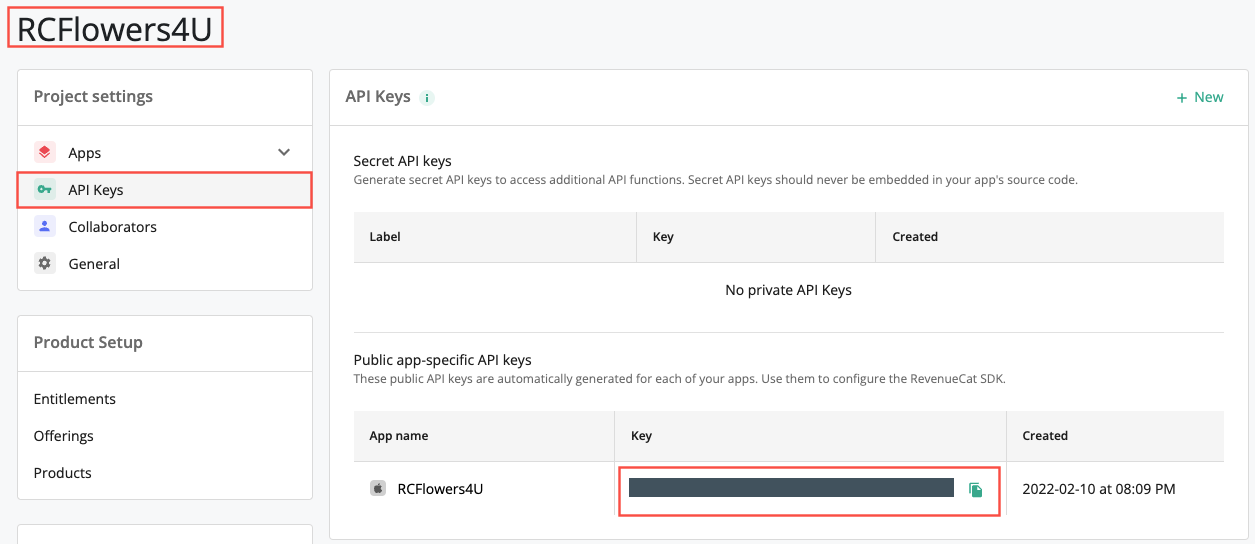 RCFlowers4U
Project settings
Apps
API Keys
Collaborators
General
Product Setup
Entitlements
Offerings
Products
API Keys i
+ New
Secret API keys
Generate secret API keys to access additional API functions. Secret API keys should never be embedded in your app's source code.
Label Key Created
No private API Keys
Public app-specific API keys
These public API keys are automatically generated for each of your apps. Use them to configure the RevenueCat SDK.
App name Key Created
RCFlowers4U 2022-02-10 at 08:09 PM